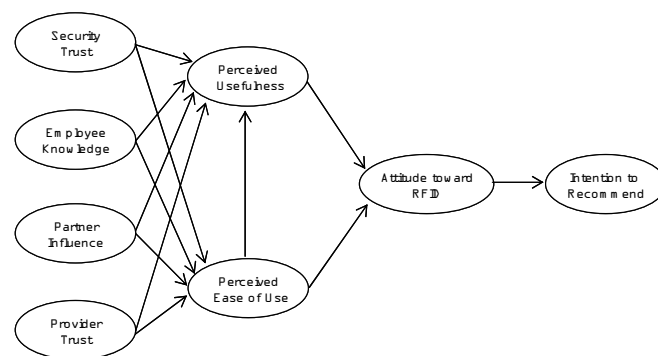 Security
Trust
Perceived
Usefulness
Employee
Knowledge
Attitude toward
RFID
Intention to
Recommend
Partner
Influence
Perceived
Ease of Use
Provider
Trust